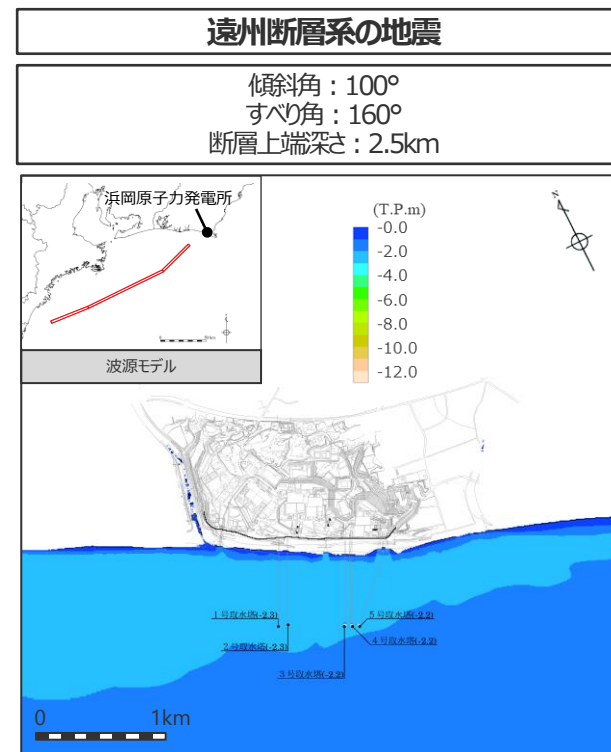 遠州断層系の地震
傾斜角：100°
すべり角：160°
断層上端深さ：2.5km
浜岡原子力発電所
波源モデル
(T.P.m)
-0.0
-2.0
-4.0
-6.0
-8.0
-10.0
-12.0
N
1号取水塔(-2.3)
5号取水塔(-2.2)
2号取水塔(-2.3)
4号取水塔(-2.2)
3号取水塔(-2.2)
0 1km